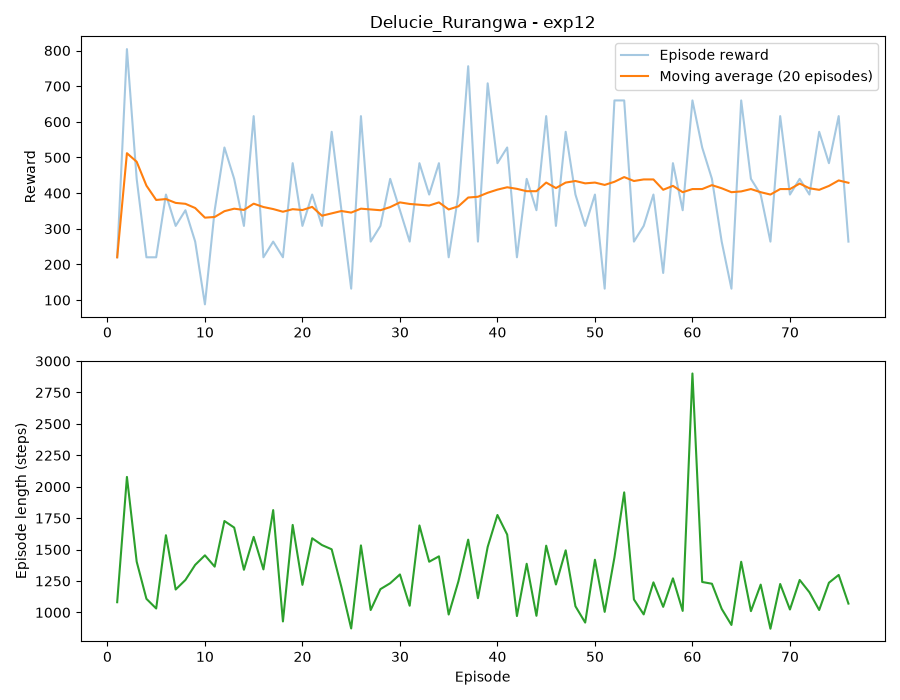 Delucie_Rurangwa - exp12
Episode reward
Moving average (20 episodes)
Reward
800
700
600
500
400
300
200
100
0 10 20 30 40 50 60 70
Episode length (steps)
3000
2750
2500
2250
2000
1750
1500
1250
1000
0 10 20 30 40 50 60 70
Episode